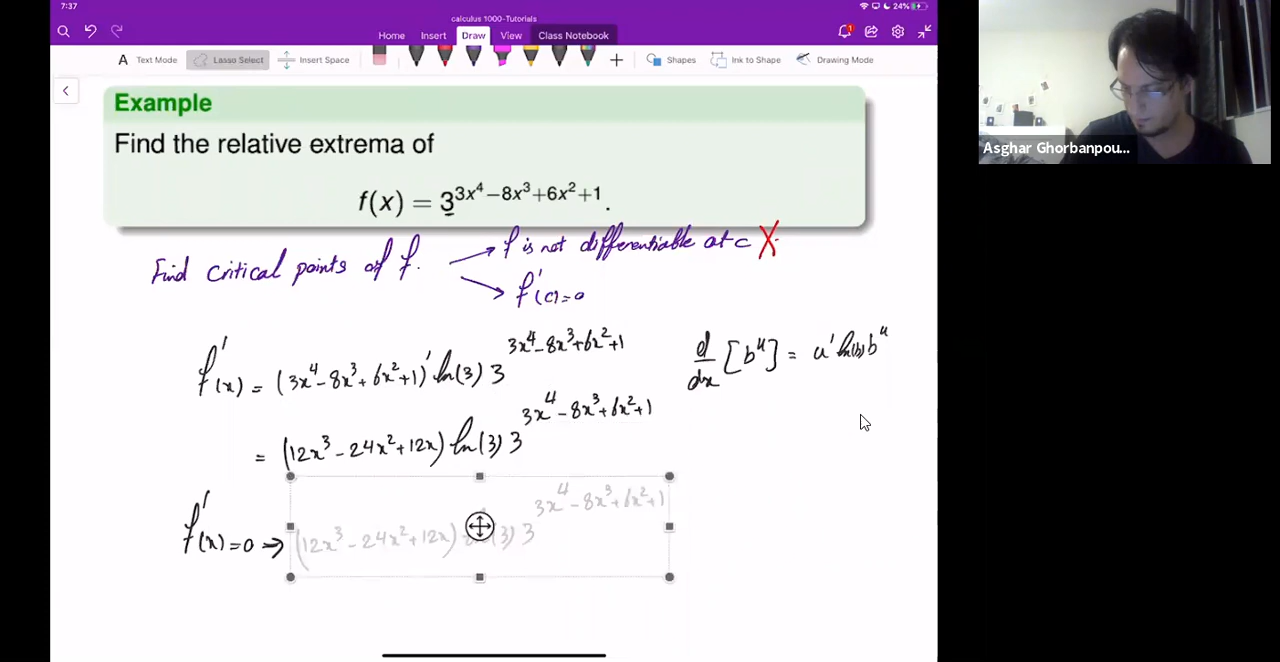 7:37
24%
calculus 1000-Tutorials
Home Insert Draw View Class Notebook
1
A Text Mode Lasso Select Insert Space Shapes Ink to Shape Drawing Mode
Example
Find the relative extrema of
f(x) = 3^{3x^4−8x^3+6x^2+1}.
Find critical points of f. → f is not differentiable at c X.
→ f'(c)=0
f'(x) = (3x^4-8x^3+6x^2+1)' ln(3) 3^{3x^4-8x^3+6x^2+1}
d/dx [b^u] = u' ln(b) b^u
= (12x^3-24x^2+12x) ln(3) 3^{3x^4-8x^3+6x^2+1}
f'(x)=0 ⇒ (12x^3-24x^2+12x) ln(3) 3^{3x^4-8x^3+6x^2+1}
Asghar Ghorbanpou...